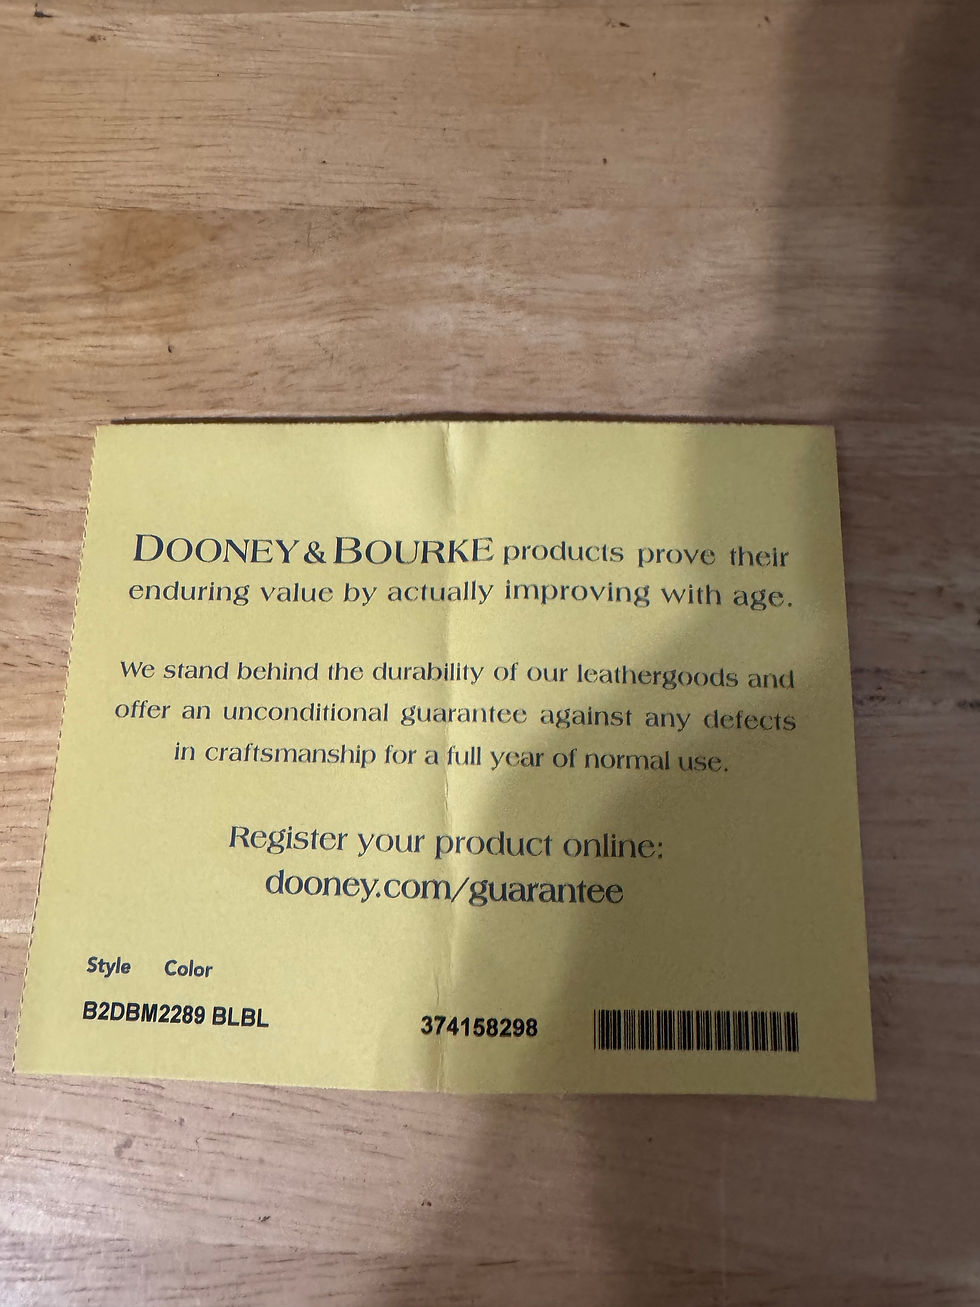 DOONEY & BOURKE products prove their
enduring value by actually improving with age.
We stand behind the durability of our leathergoods and
offer an unconditional guarantee against any defects
in craftsmanship for a full year of normal use.
Register your product online:
dooney.com/guarantee
Style Color
B2DBM2289 BLBL 374158298